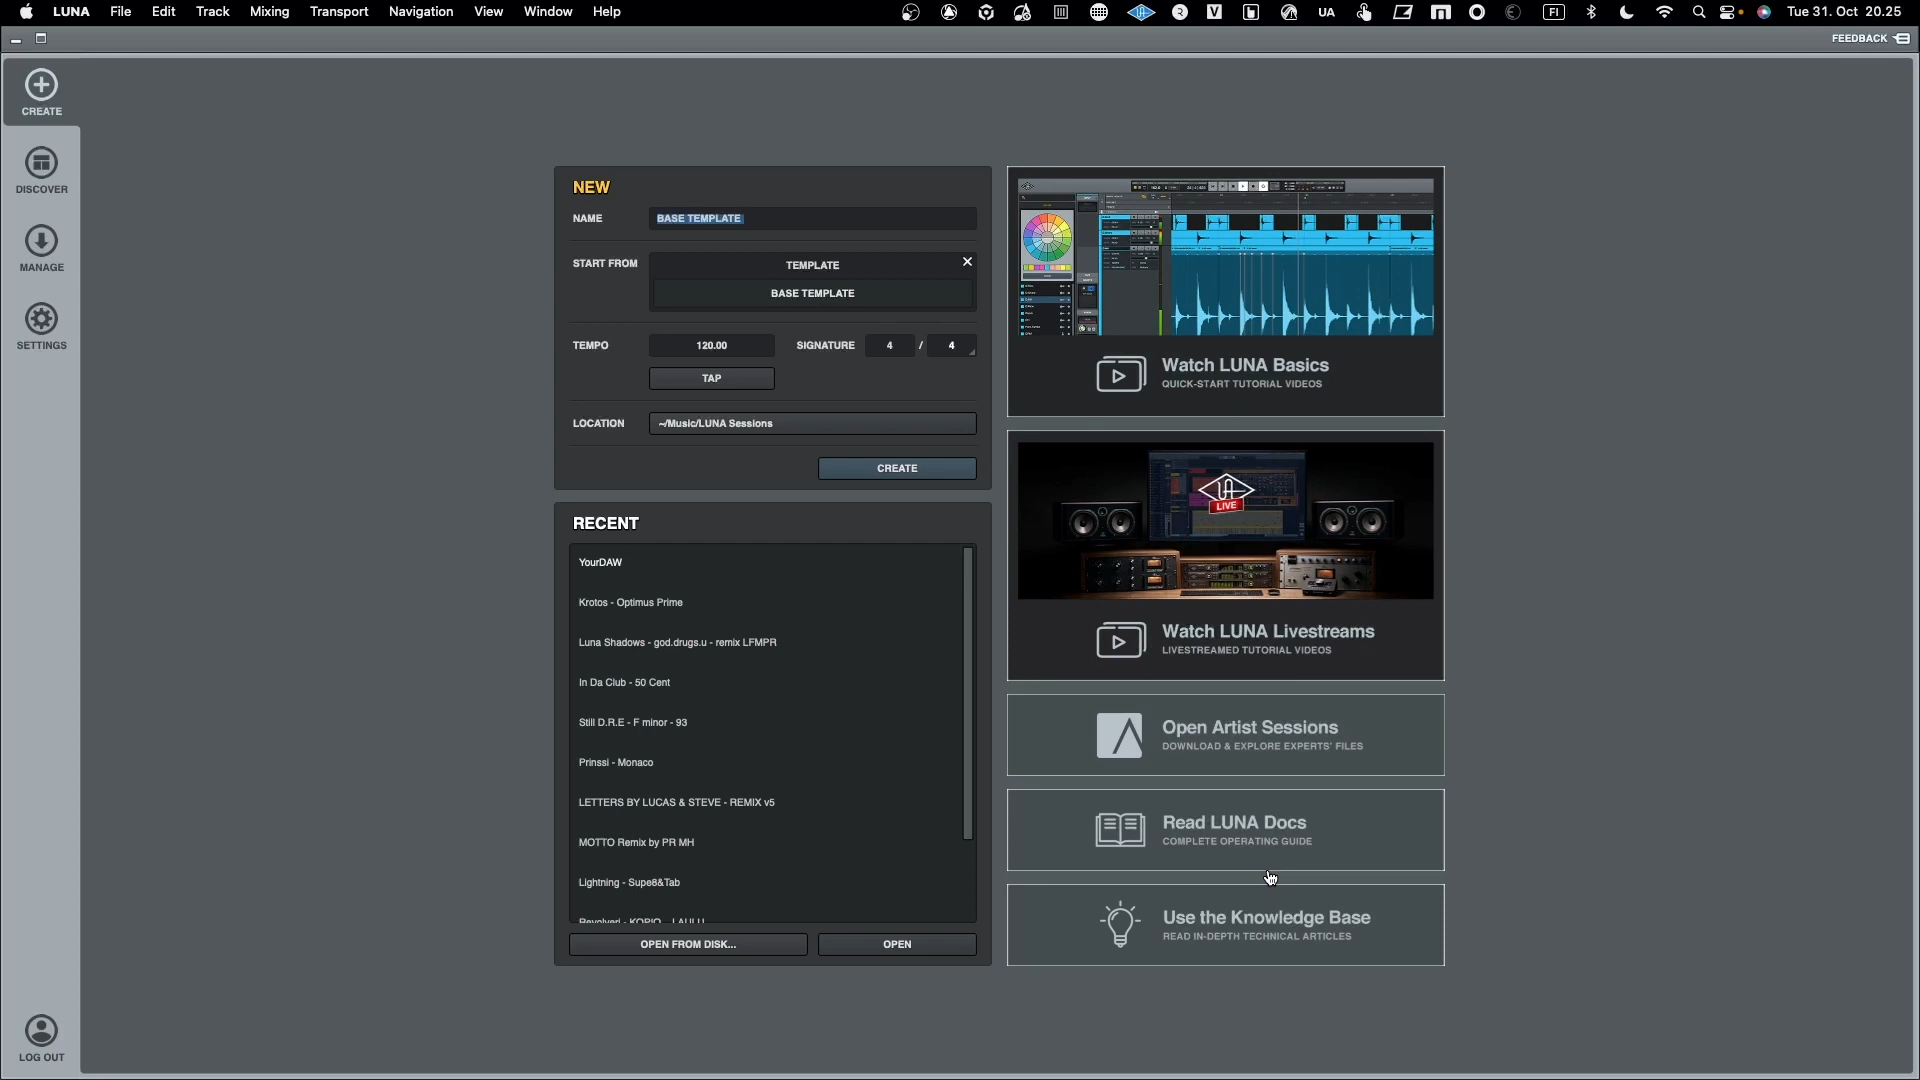 LUNA File Edit Track Mixing Transport Navigation View Window Help
UA FI Tue 31. Oct 20.25
FEEDBACK
CREATE
DISCOVER
MANAGE
SETTINGS
LOG OUT
NEW
NAME BASE TEMPLATE
START FROM TEMPLATE
BASE TEMPLATE
TEMPO 120.00 SIGNATURE 4 / 4
TAP
LOCATION ~/Music/LUNA Sessions
CREATE
RECENT
YourDAW
Krotos - Optimus Prime
Luna Shadows - god.drugs.u - remix LFMPR
In Da Club - 50 Cent
Still D.R.E - F minor - 93
Prinssi - Monaco
LETTERS BY LUCAS & STEVE - REMIX v5
MOTTO Remix by PR MH
Lightning - Supe8&Tab
OPEN FROM DISK... OPEN
Watch LUNA Basics
QUICK-START TUTORIAL VIDEOS
LIVE
Watch LUNA Livestreams
LIVESTREAMED TUTORIAL VIDEOS
Open Artist Sessions
DOWNLOAD & EXPLORE EXPERTS' FILES
Read LUNA Docs
COMPLETE OPERATING GUIDE
Use the Knowledge Base
READ IN-DEPTH TECHNICAL ARTICLES